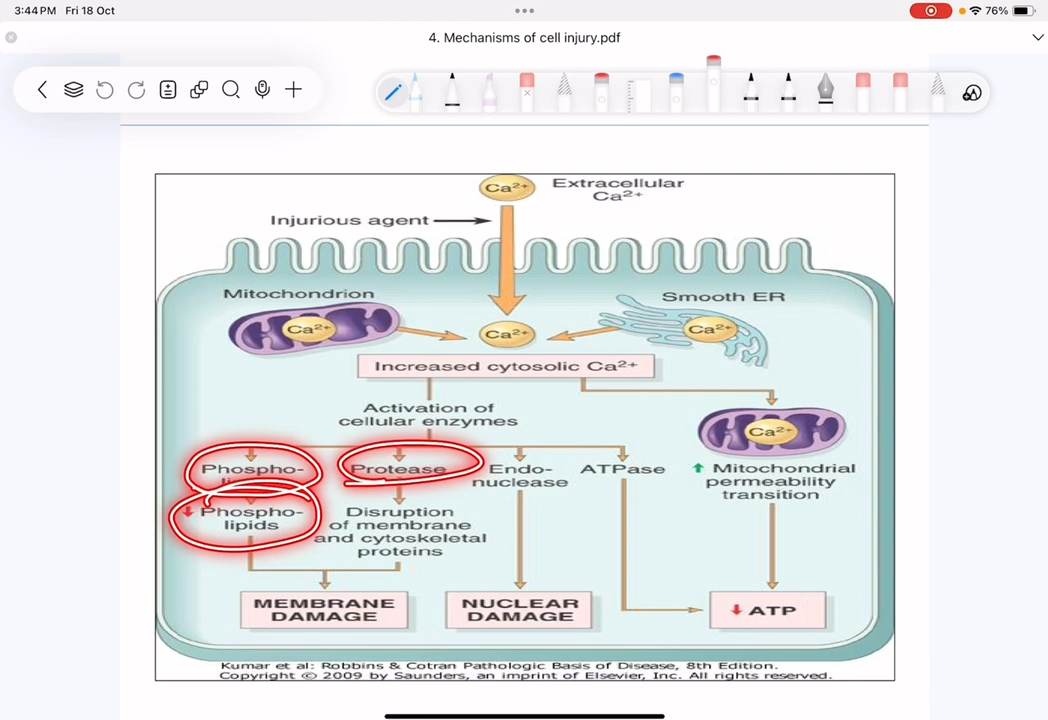 3:44 PM Fri 18 Oct
76%
4. Mechanisms of cell injury.pdf
Ca2+
Extracellular
Ca2+
Injurious agent
Mitochondrion
Smooth ER
Ca2+
Ca2+
Ca2+
Increased cytosolic Ca2+
Activation of
cellular enzymes
Ca2+
Phospho-
Protease
Endo-
nuclease
ATPase
Mitochondrial
permeability
transition
Phospho-
lipids
Disruption
of membrane
and cytoskeletal
proteins
MEMBRANE
DAMAGE
NUCLEAR
DAMAGE
ATP
Kumar et al: Robbins & Cotran Pathologic Basis of Disease, 8th Edition.
Copyright © 2009 by Saunders, an imprint of Elsevier, Inc. All rights reserved.